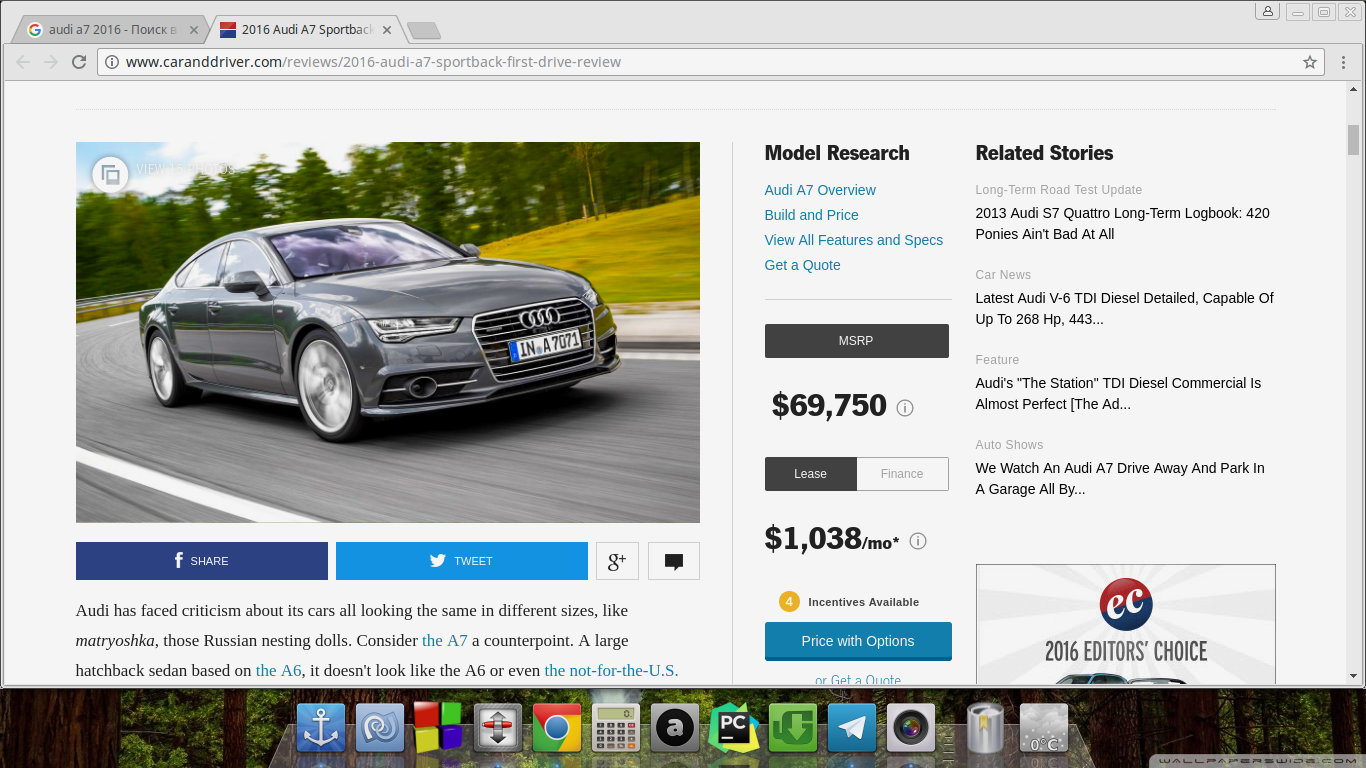 audi a7 2016 - Поиск в
2016 Audi A7 Sportback
www.caranddriver.com/reviews/2016-audi-a7-sportback-first-drive-review
PHOTOS
IN A 7071
SHARE
TWEET
g+
Audi has faced criticism about its cars all looking the same in different sizes, like
matryoshka, those Russian nesting dolls. Consider the A7 a counterpoint. A large
hatchback sedan based on the A6, it doesn't look like the A6 or even the not-for-the-U.S.
Model Research
Audi A7 Overview
Build and Price
View All Features and Specs
Get a Quote
MSRP
$69,750
Lease
Finance
$1,038/mo*
4 Incentives Available
Price with Options
or Get a Quote
Related Stories
Long-Term Road Test Update
2013 Audi S7 Quattro Long-Term Logbook: 420
Ponies Ain't Bad At All
Car News
Latest Audi V-6 TDI Diesel Detailed, Capable Of
Up To 268 Hp, 443...
Feature
Audi's "The Station" TDI Diesel Commercial Is
Almost Perfect [The Ad...
Auto Shows
We Watch An Audi A7 Drive Away And Park In
A Garage All By...
ec
2016 EDITORS' CHOICE
0.
a
PC
0°C
WALLPAPERSWIDE.COM